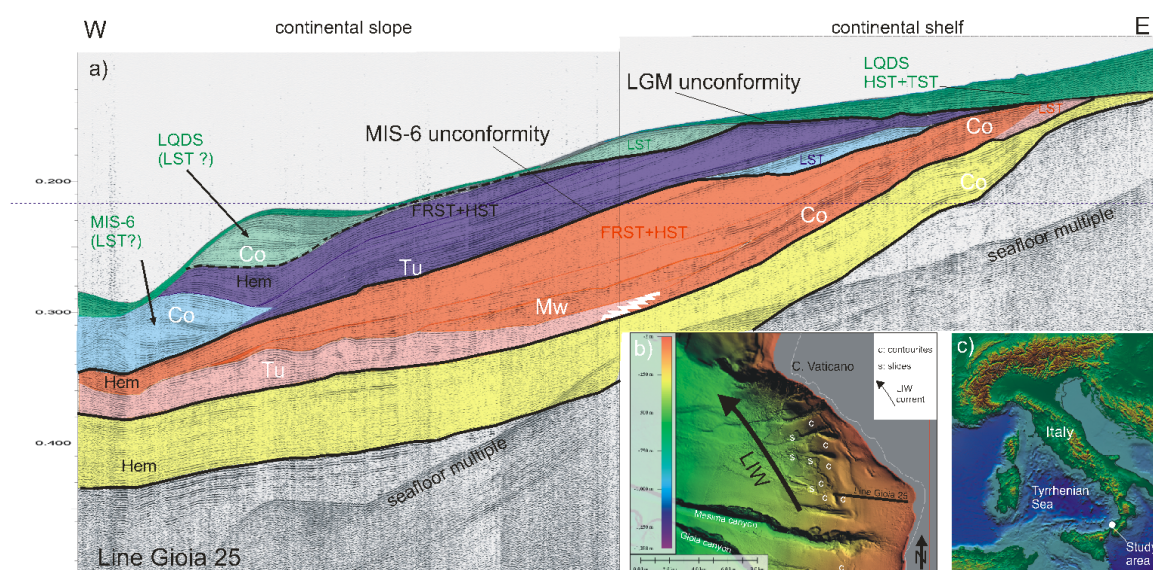 W
continental slope
continental shelf
E
a)
LQDS
HST+TST
LGM unconformity
MIS-6 unconformity
LST
Co
LQDS
(LST ?)
LST
LST
Co
0.200
FRST+HST
Co
MIS-6
(LST?)
FRST+HST
seafloor multiple
Co
Tu
Hem
0.300
Mw
Co
b)
C. Vaticano
c: contourites
s: slices
LIW
current
c)
Tu
Hem
c
Italy
s
c
s
s
c
LIW
Line Gioia 25
s
c
c
Tyrrhenian
Sea
0.400
Hem
seafloor multiple
Mesima canyon
Gioia canyon
Study
area
c
N
Line Gioia 25